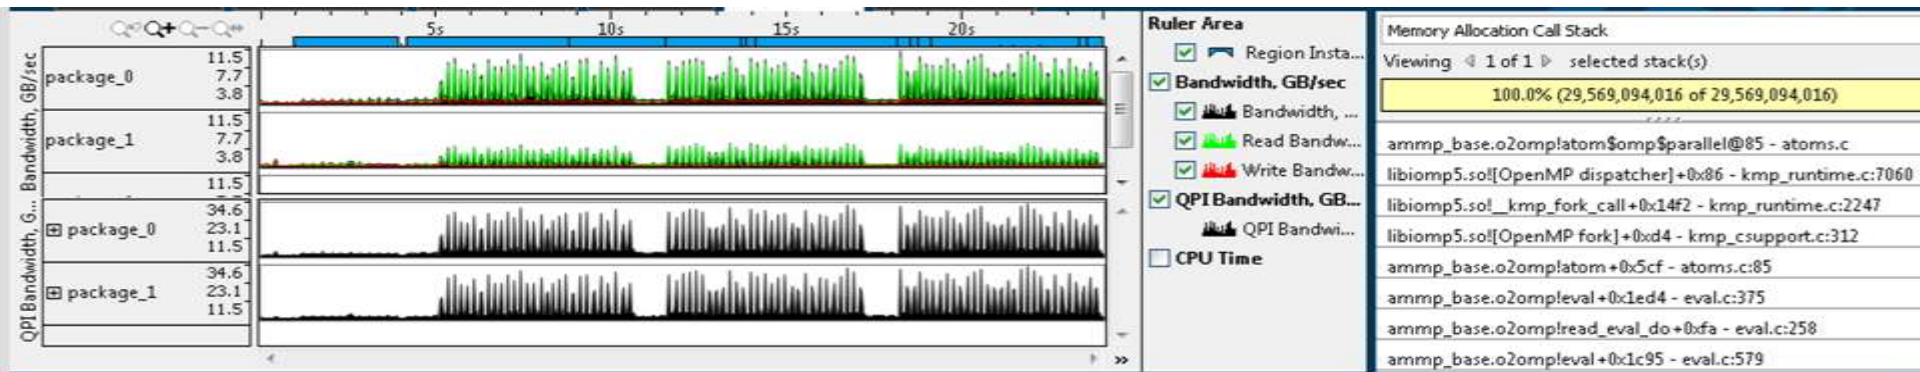 5s 10s 15s 20s
Bandwidth, GB/sec
package_0
11.5
7.7
3.8
package_1
11.5
7.7
3.8
11.5
QPI Bandwidth, G...
package_0
34.6
23.1
11.5
package_1
34.6
23.1
11.5
»
Ruler Area
Region Insta...
Bandwidth, GB/sec
Bandwidth, ...
Read Bandw...
Write Bandw...
QPI Bandwidth, GB...
QPI Bandwi...
CPU Time
Memory Allocation Call Stack
Viewing 1 of 1 selected stack(s)
100.0% (29,569,094,016 of 29,569,094,016)
ammp_base.o2omp!atom$omp$parallel@85 - atoms.c
libiomp5.so![OpenMP dispatcher]+0x86 - kmp_runtime.c:7060
libiomp5.so!__kmp_fork_call+0x14f2 - kmp_runtime.c:2247
libiomp5.so![OpenMP fork]+0xd4 - kmp_csupport.c:312
ammp_base.o2omp!atom+0x5cf - atoms.c:85
ammp_base.o2omp!eval+0x1ed4 - eval.c:375
ammp_base.o2omp!read_eval_do+0xfa - eval.c:258
ammp_base.o2omp!eval+0x1c95 - eval.c:579